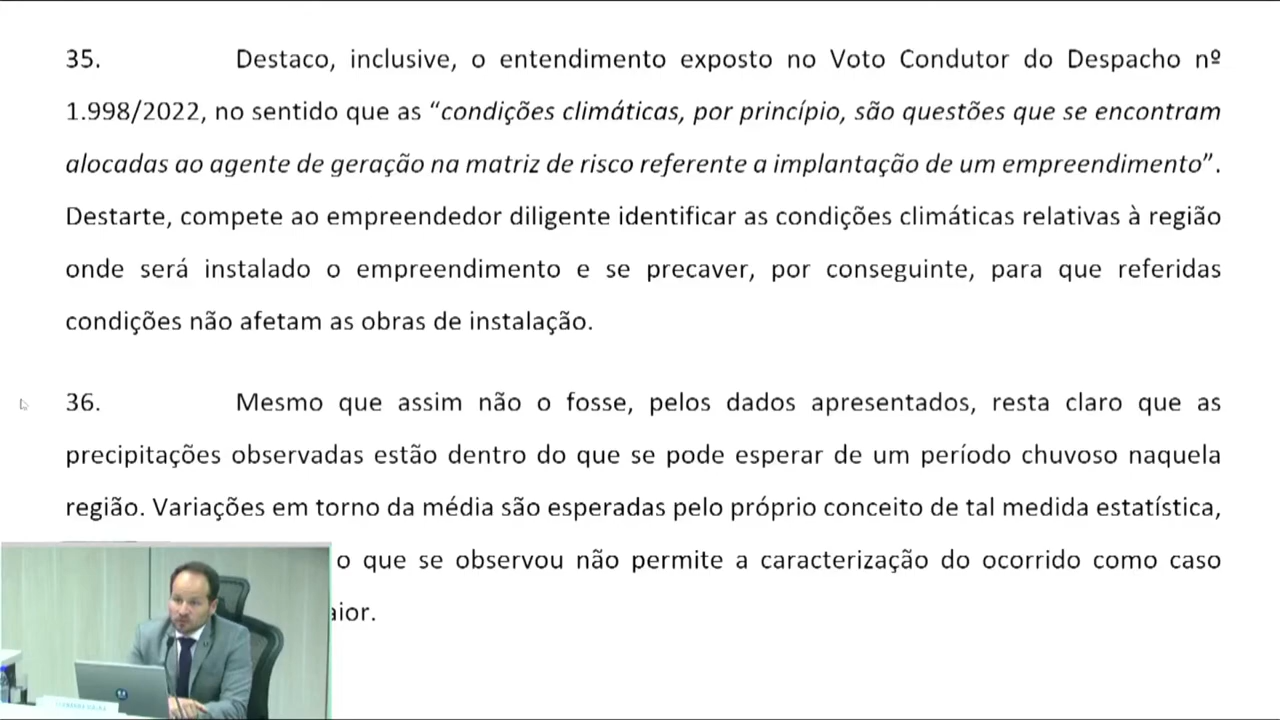 35. Destaco, inclusive, o entendimento exposto no Voto Condutor do Despacho nº
1.998/2022, no sentido que as “condições climáticas, por princípio, são questões que se encontram
alocadas ao agente de geração na matriz de risco referente a implantação de um empreendimento”.
Destarte, compete ao empreendedor diligente identificar as condições climáticas relativas à região
onde será instalado o empreendimento e se precaver, por conseguinte, para que referidas
condições não afetam as obras de instalação.
36. Mesmo que assim não o fosse, pelos dados apresentados, resta claro que as
precipitações observadas estão dentro do que se pode esperar de um período chuvoso naquela
região. Variações em torno da média são esperadas pelo próprio conceito de tal medida estatística,
o que se observou não permite a caracterização do ocorrido como caso
aior.